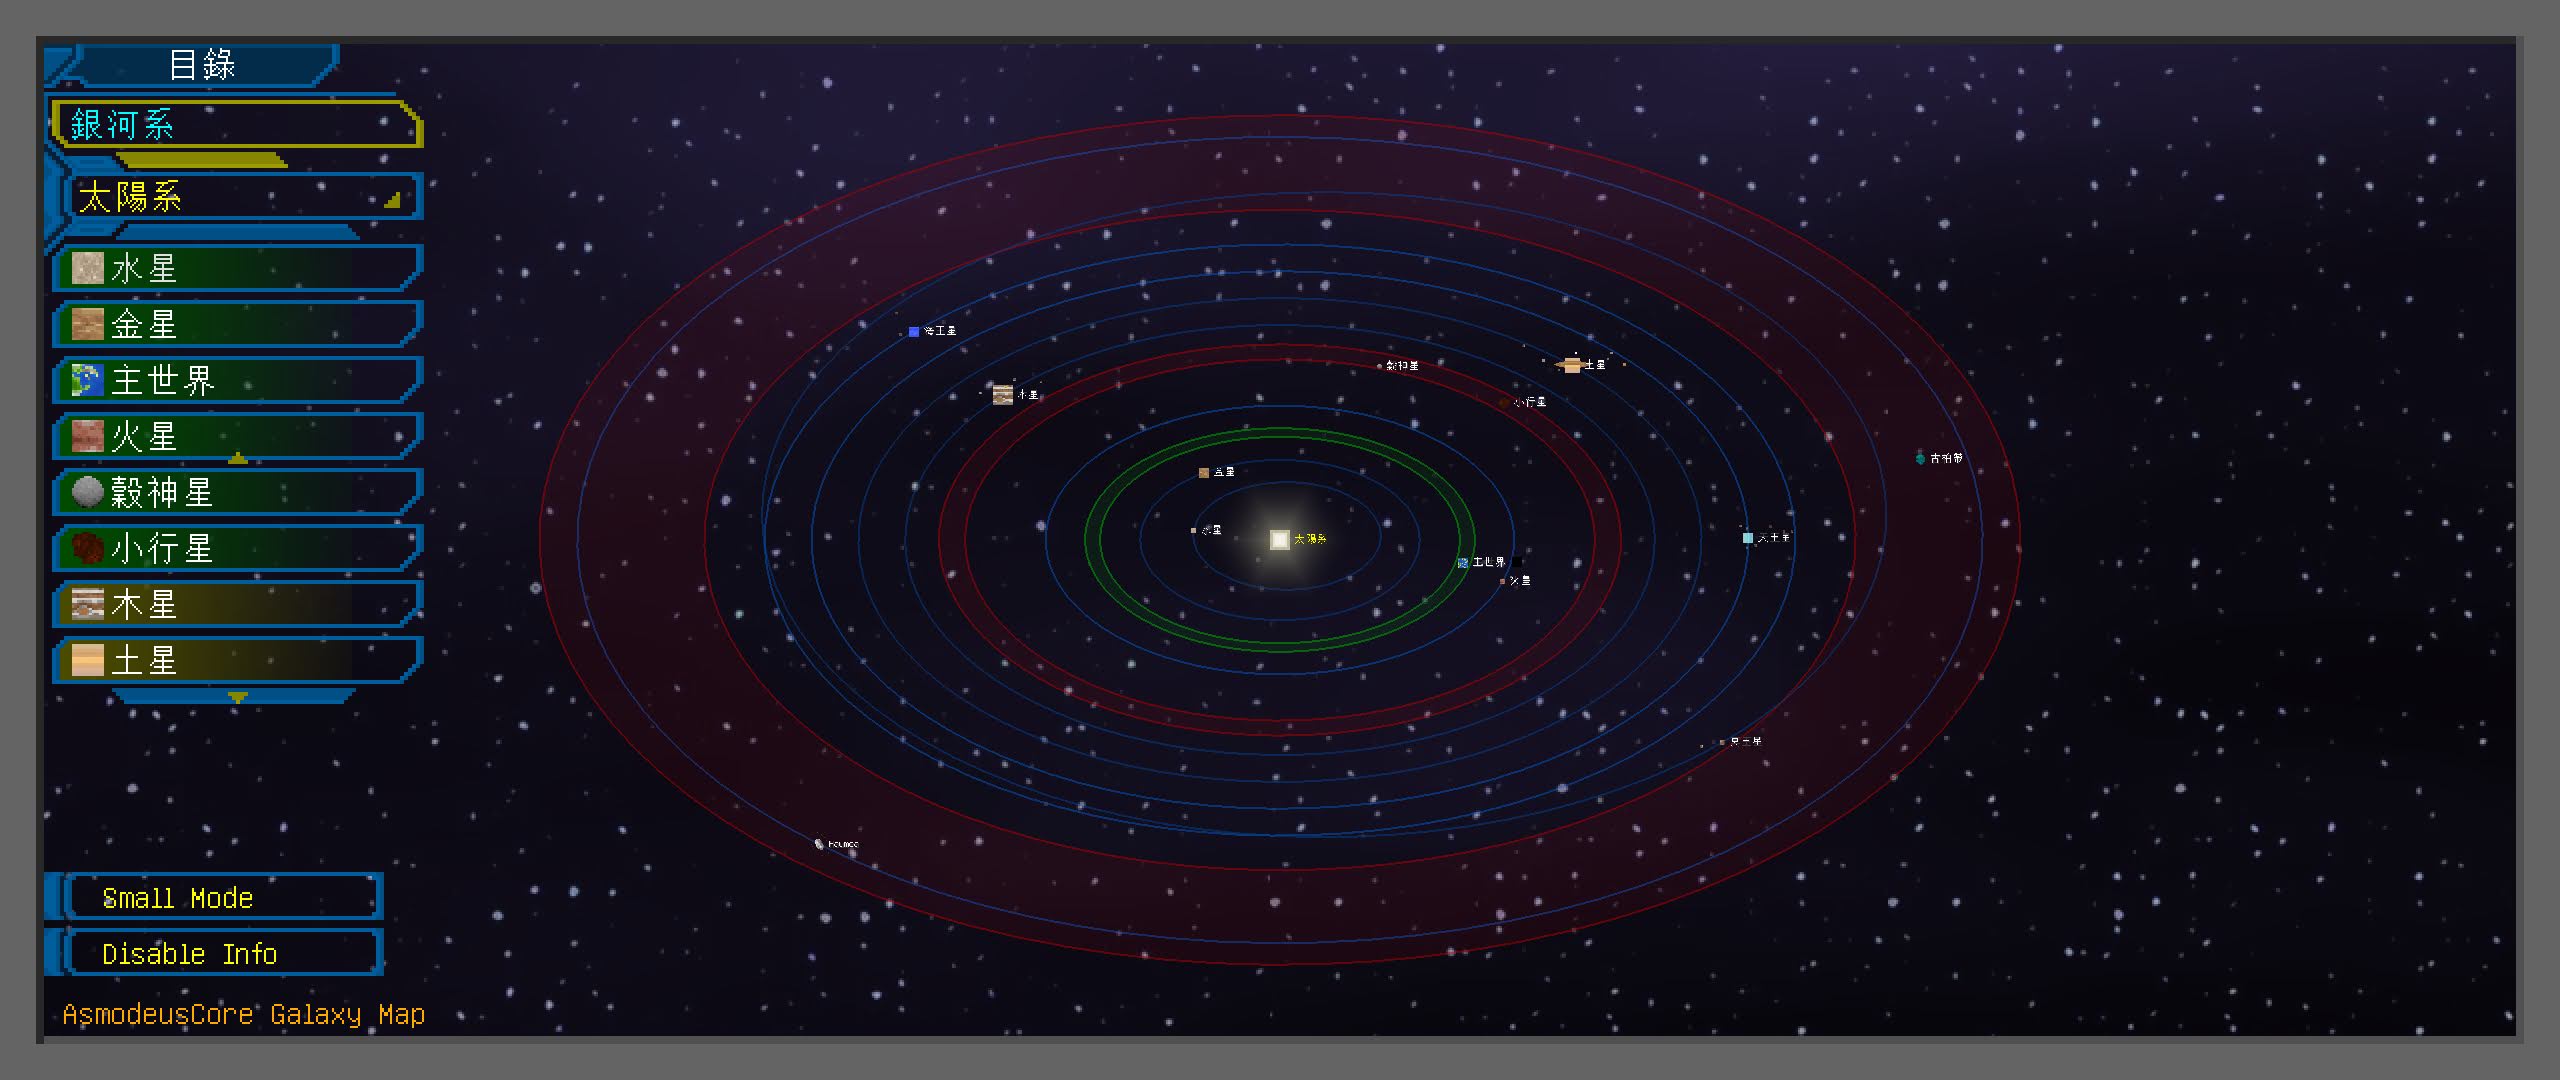 目錄
銀河系
太陽系
水星
金星
主世界
火星
穀神星
小行星
木星
土星
Small Mode
Disable Info
AsmodeusCore Galaxy Map
海王星
穀神星
土星
木星
小行星
古柏帶
金星
水星
太陽系
天王星
主世界
火星
冥王星
Haumea